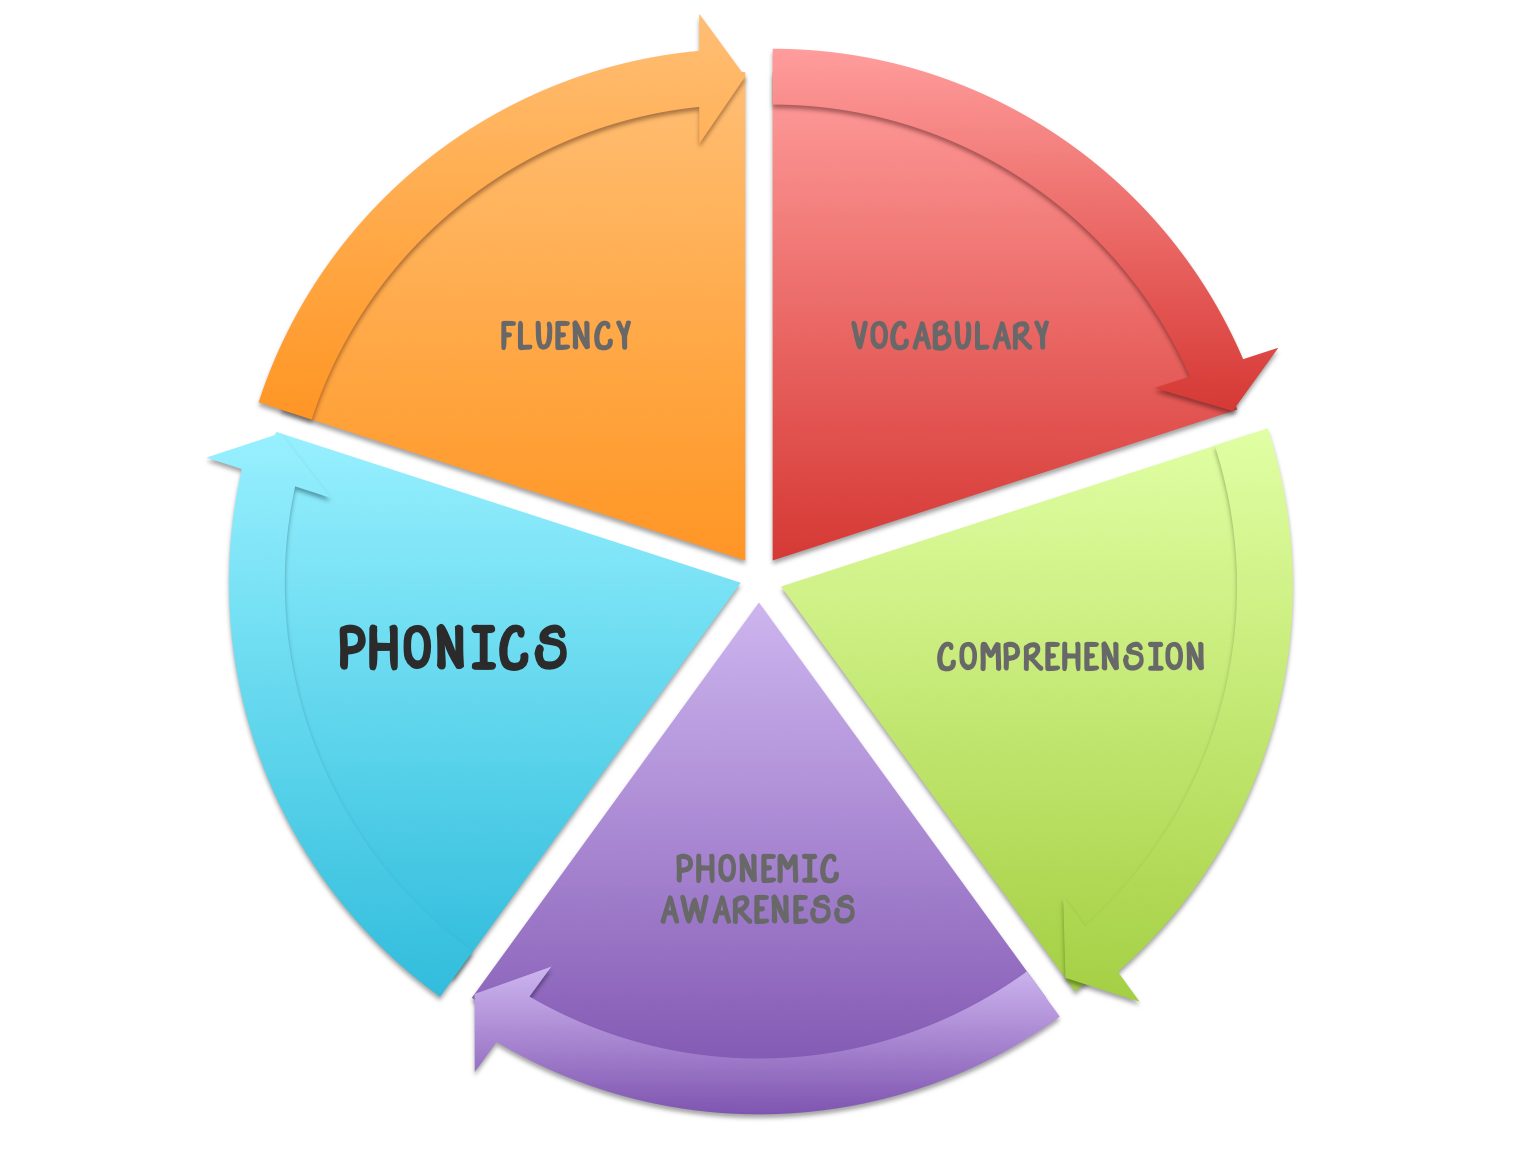 FLUENCY
VOCABULARY
PHONICS
COMPREHENSION
PHONEMIC
AWARENESS